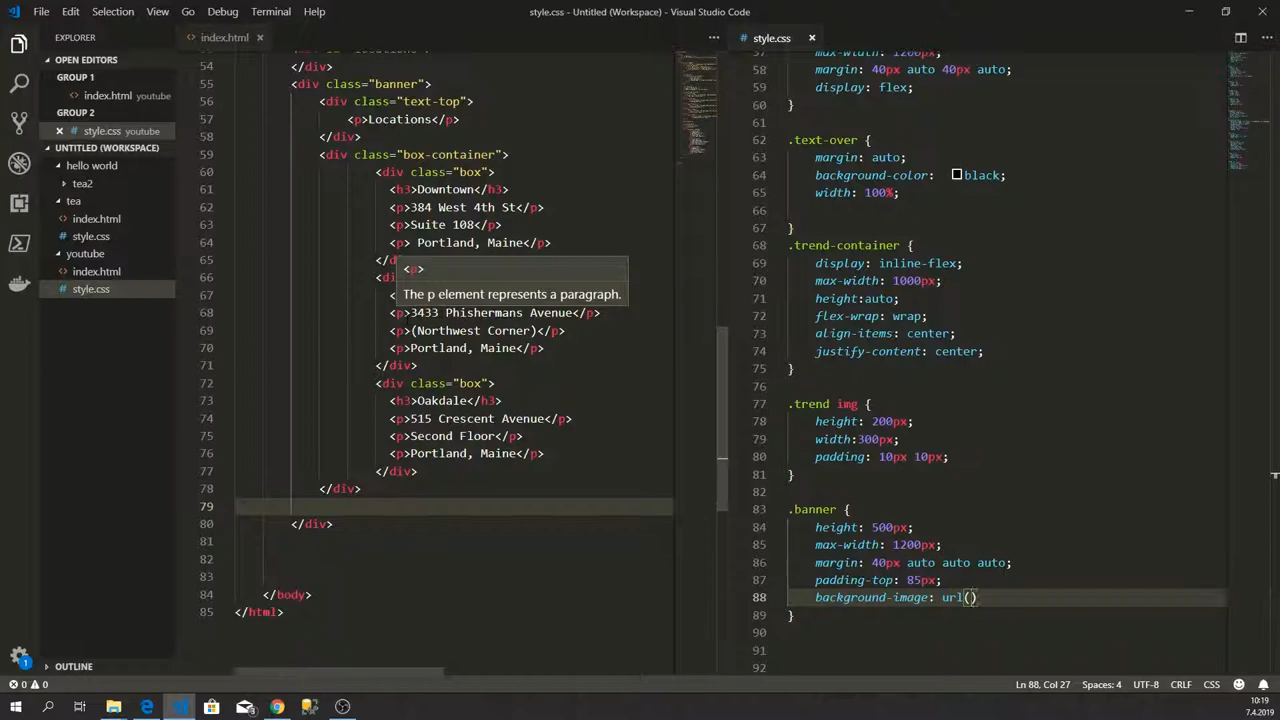 File Edit Selection View Go Debug Terminal Help
style.css - Untitled (Workspace) - Visual Studio Code
EXPLORER
OPEN EDITORS
GROUP 1
index.html youtube
GROUP 2
style.css youtube
UNTITLED (WORKSPACE)
hello world
tea2
tea
index.html
style.css
youtube
index.html
style.css
OUTLINE
index.html
54 </div>
55 <div class="banner">
56 <div class="text-top">
57 <p>Locations</p>
58 </div>
59 <div class="box-container">
60 <div class="box">
61 <h3>Downtown</h3>
62 <p>384 West 4th St</p>
63 <p>Suite 108</p>
64 <p> Portland, Maine</p>
65 </d
<p>
The p element represents a paragraph.
66 <di
67 <
68 <p>3433 Phishermans Avenue</p>
69 <p>(Northwest Corner)</p>
70 <p>Portland, Maine</p>
71 </div>
72 <div class="box">
73 <h3>Oakdale</h3>
74 <p>515 Crescent Avenue</p>
75 <p>Second Floor</p>
76 <p>Portland, Maine</p>
77 </div>
78 </div>
79
80 </div>
81
82
83
84 </body>
85 </html>
style.css
57 max-width: 1200px;
58 margin: 40px auto 40px auto;
59 display: flex;
60 }
61
62 .text-over {
63 margin: auto;
64 background-color: black;
65 width: 100%;
66
67 }
68 .trend-container {
69 display: inline-flex;
70 max-width: 1000px;
71 height:auto;
72 flex-wrap: wrap;
73 align-items: center;
74 justify-content: center;
75 }
76
77 .trend img {
78 height: 200px;
79 width:300px;
80 padding: 10px 10px;
81 }
82
83 .banner {
84 height: 500px;
85 max-width: 1200px;
86 margin: 40px auto auto auto;
87 padding-top: 85px;
88 background-image: url()
89 }
90
91
92
0 0
Ln 88, Col 27 Spaces: 4 UTF-8 CRLF CSS
10:19
7.4.2019